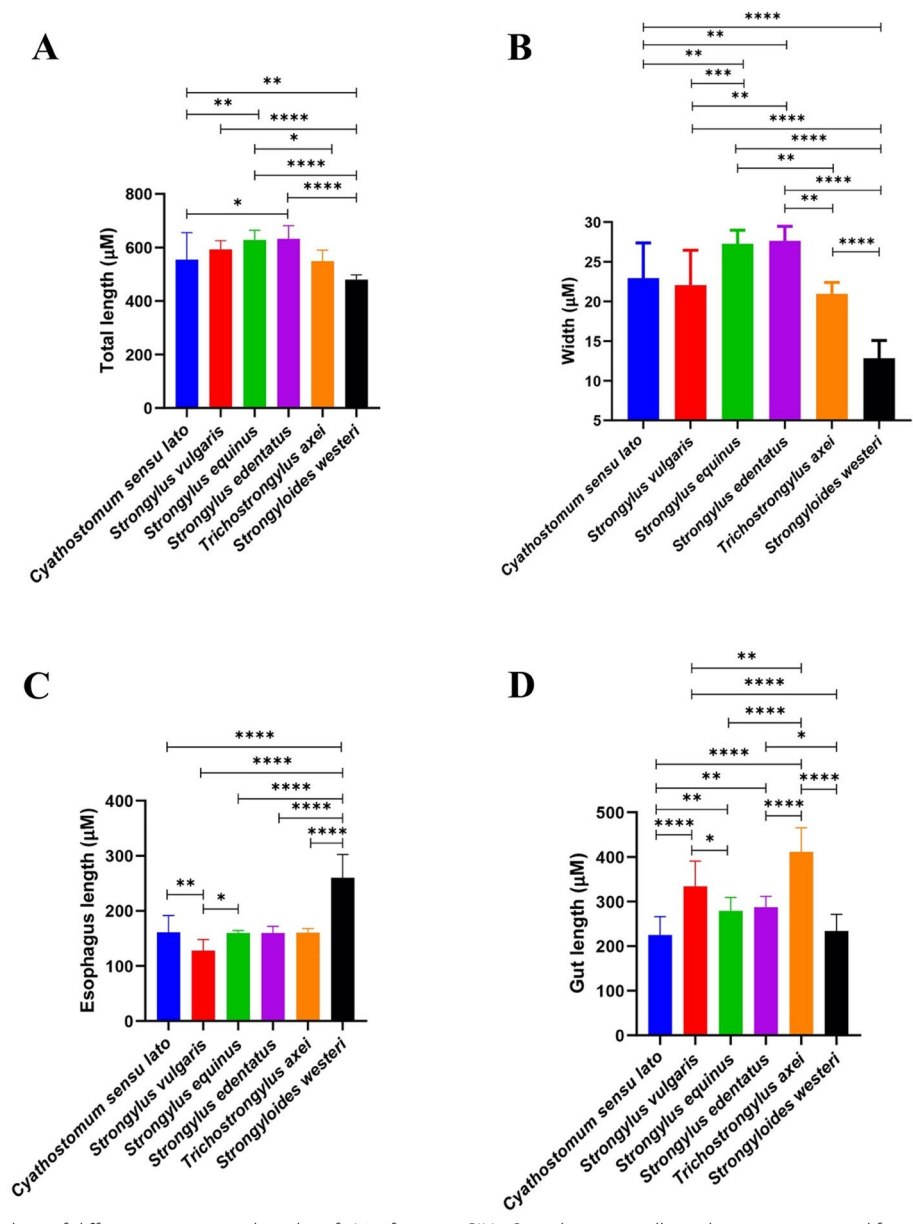 A
**
**
****
*
****
****
*
800
600
400
200
0
Total length (µM)
Cyathostomum sensu lato
Strongylus vulgaris
Strongylus equinus
Strongylus edentatus
Trichostrongylus axei
Strongyloides westeri
B
****
**
**
***
**
****
****
**
****
**
****
30
25
20
15
10
5
Width (µM)
Cyathostomum sensu lato
Strongylus vulgaris
Strongylus equinus
Strongylus edentatus
Trichostrongylus axei
Strongyloides westeri
C
****
****
****
****
****
**
*
400
300
200
100
0
Esophagus length (µM)
Cyathostomum sensu lato
Strongylus vulgaris
Strongylus equinus
Strongylus edentatus
Trichostrongylus axei
Strongyloides westeri
D
**
****
****
*
****
**
****
**
****
****
*
500
400
300
200
100
0
Gut length (µM)
Cyathostomum sensu lato
Strongylus vulgaris
Strongylus equinus
Strongylus edentatus
Trichostrongylus axei
Strongyloides westeri